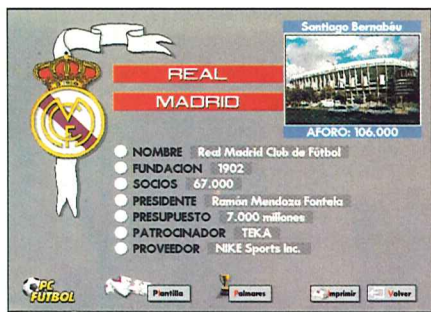 Santiago Bernabéu
REAL
MADRID
AFORO: 106.000
NOMBRE Real Madrid Club de Fútbol
FUNDACION 1902
SOCIOS 67.000
PRESIDENTE Ramón Mendoza Fontela
PRESUPUESTO 7.000 millones
PATROCINADOR TEKA
PROVEEDOR NIKE Sports Inc.
PC FUTBOL
Plantilla
Palmares
Imprimir
Volver